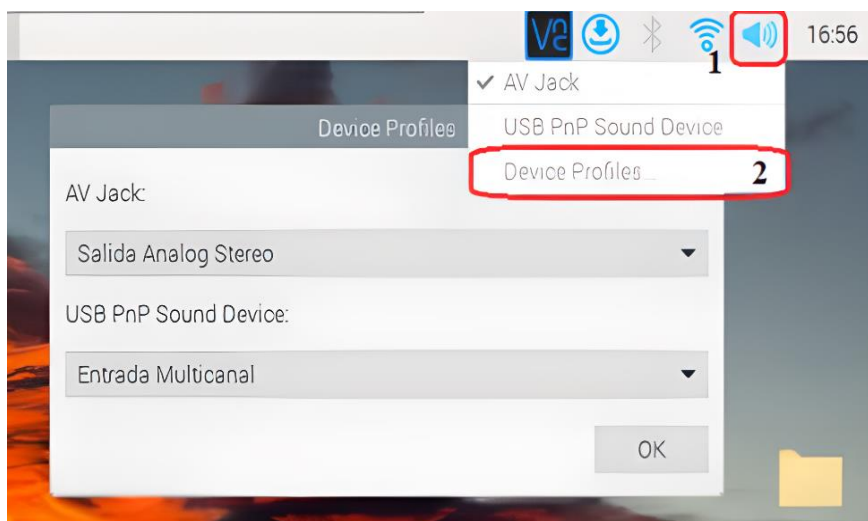 V2 16:56
1
AV Jack
USB PnP Sound Device
Device Profiles... 2
Device Profiles
AV Jack:
Salida Analog Stereo
USB PnP Sound Device:
Entrada Multicanal
OK